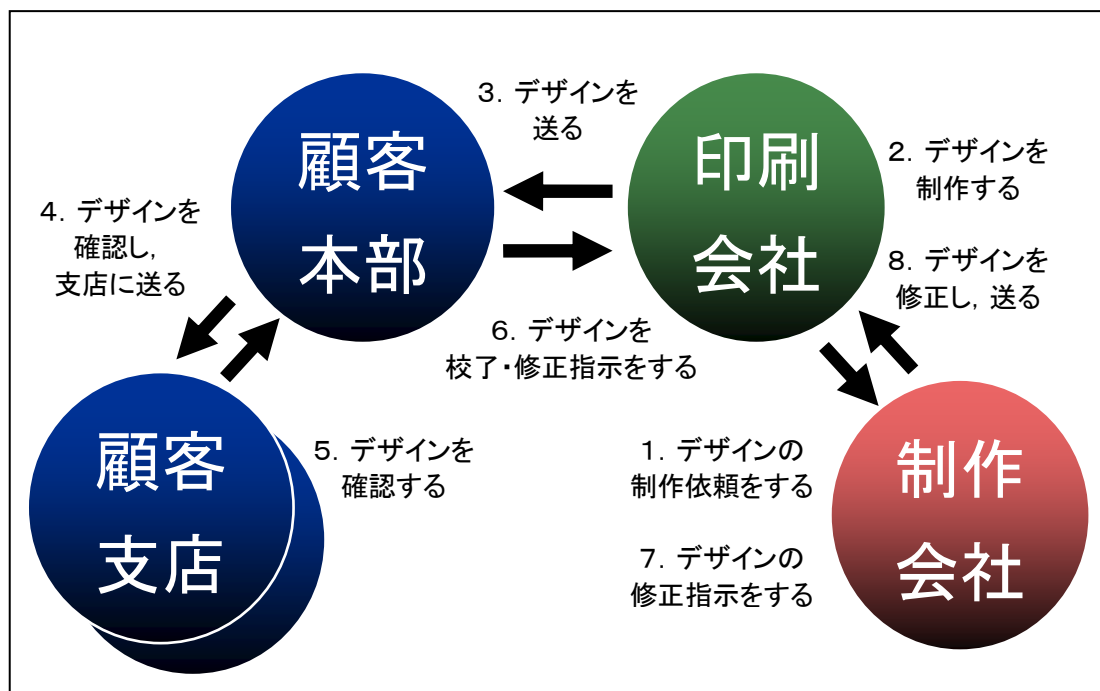 顧客
本部
3．デザインを
送る
印刷
会社
2．デザインを
制作する
4．デザインを
確認し，
支店に送る
8．デザインを
修正し，送る
6．デザインを
校了・修正指示をする
顧客
支店
5．デザインを
確認する
1．デザインの
制作依頼をする
7．デザインの
修正指示をする
制作
会社